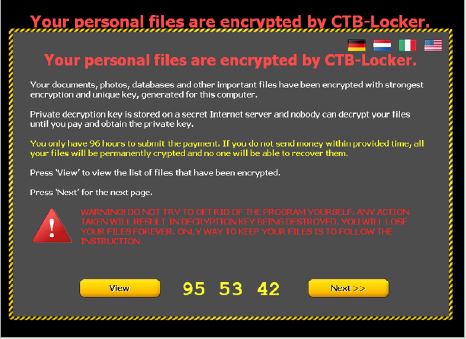 Your personal files are encrypted by CTB-Locker.
Your personal files are encrypted by CTB-Locker.
Your documents, photos, databases and other important files have been encrypted with strongest
encryption and unique key, generated for this computer.
Private decryption key is stored on a secret Internet server and nobody can decrypt your files
until you pay and obtain the private key.
You only have 96 hours to submit the payment. If you do not send money within provided time, all
your files will be permanently crypted and no one will be able to recover them.
Press 'View' to view the list of files that have been encrypted.
Press 'Next' for the next page.
WARNING! DO NOT TRY TO GET RID OF THE PROGRAM YOURSELF. ANY ACTION
TAKEN WILL RESULT IN DECRYPTION KEY BEING DESTROYED. YOU WILL LOSE
YOUR FILES FOREVER. ONLY WAY TO KEEP YOUR FILES IS TO FOLLOW THE
INSTRUCTION.
View 95 53 42 Next >>